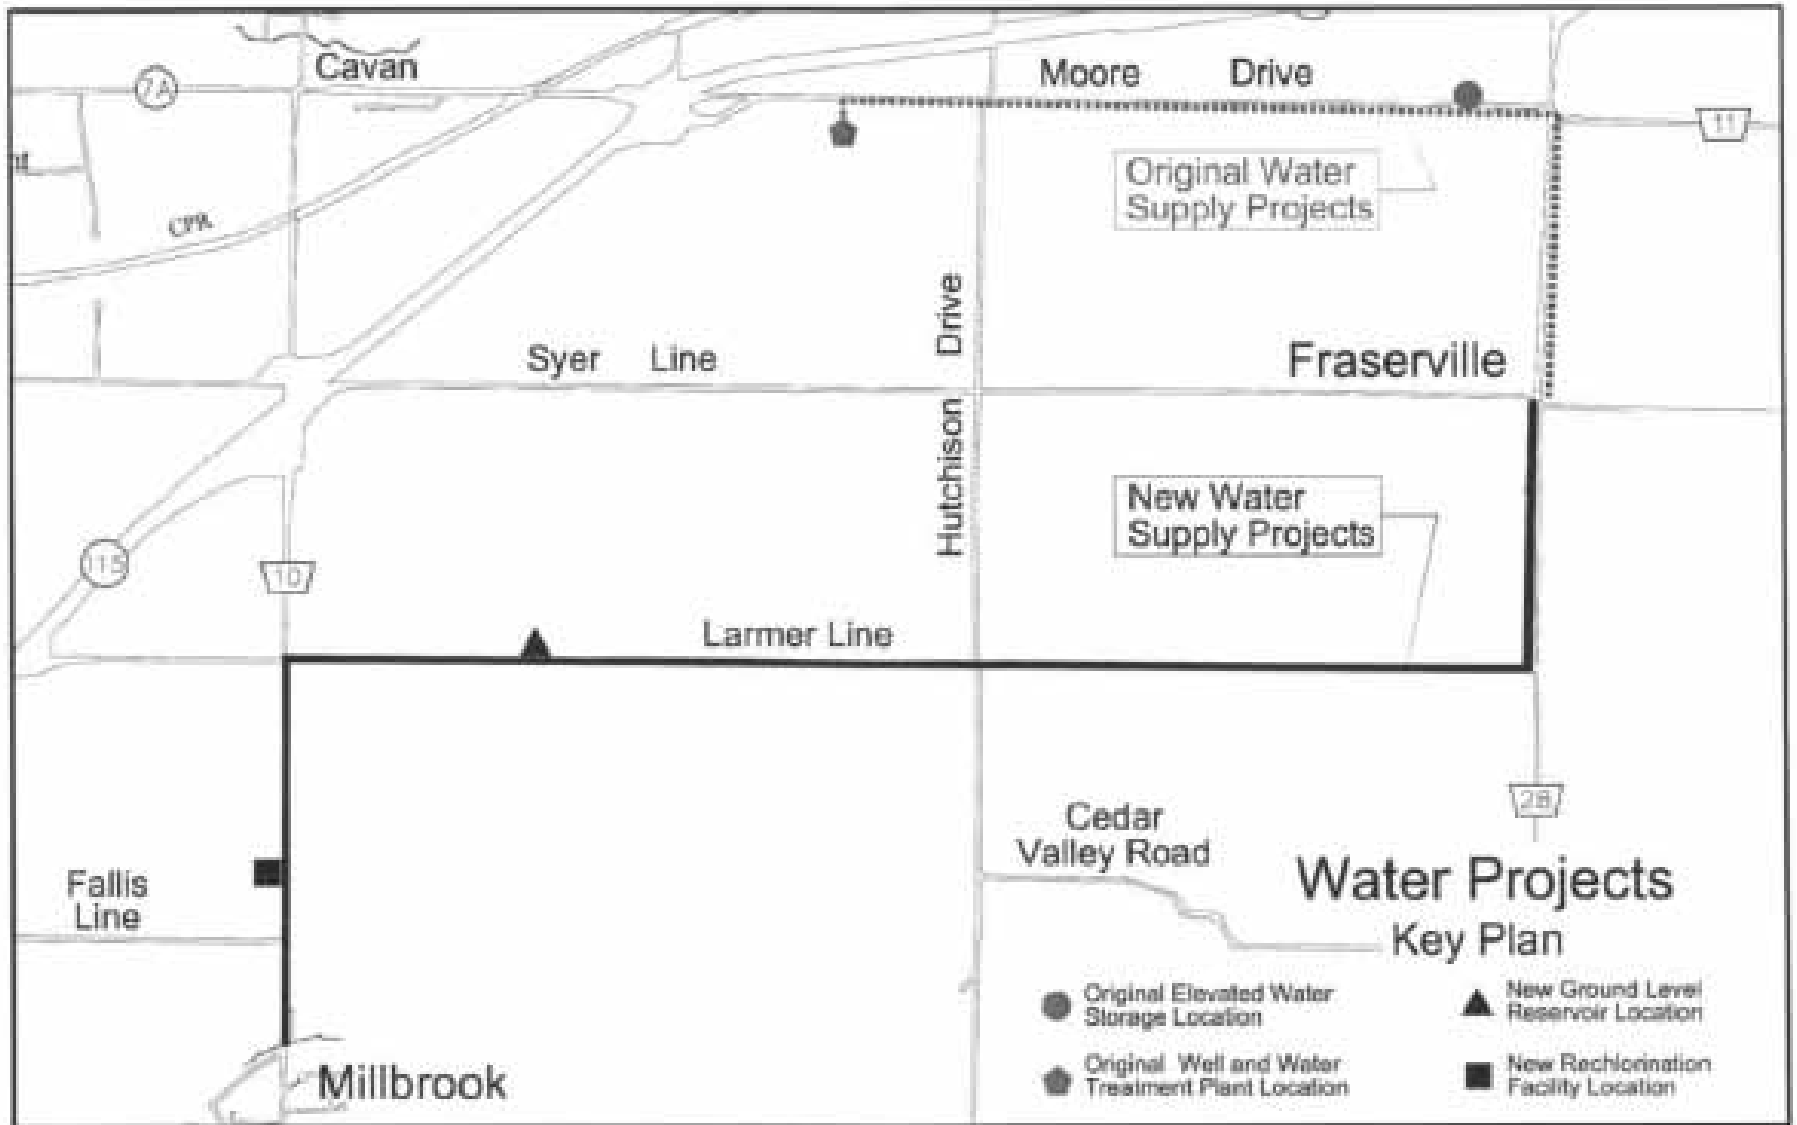 Cavan
7A
Moore Drive
11
Original Water
Supply Projects
CPR
Hutchison Drive
Syer Line
Fraserville
New Water
Supply Projects
115
10
Larmer Line
28
Cedar
Valley Road
Fallis
Line
Millbrook
Water Projects
Key Plan
Original Elevated Water
Storage Location
New Ground Level
Reservoir Location
Original Well and Water
Treatment Plant Location
New Rechlorination
Facility Location